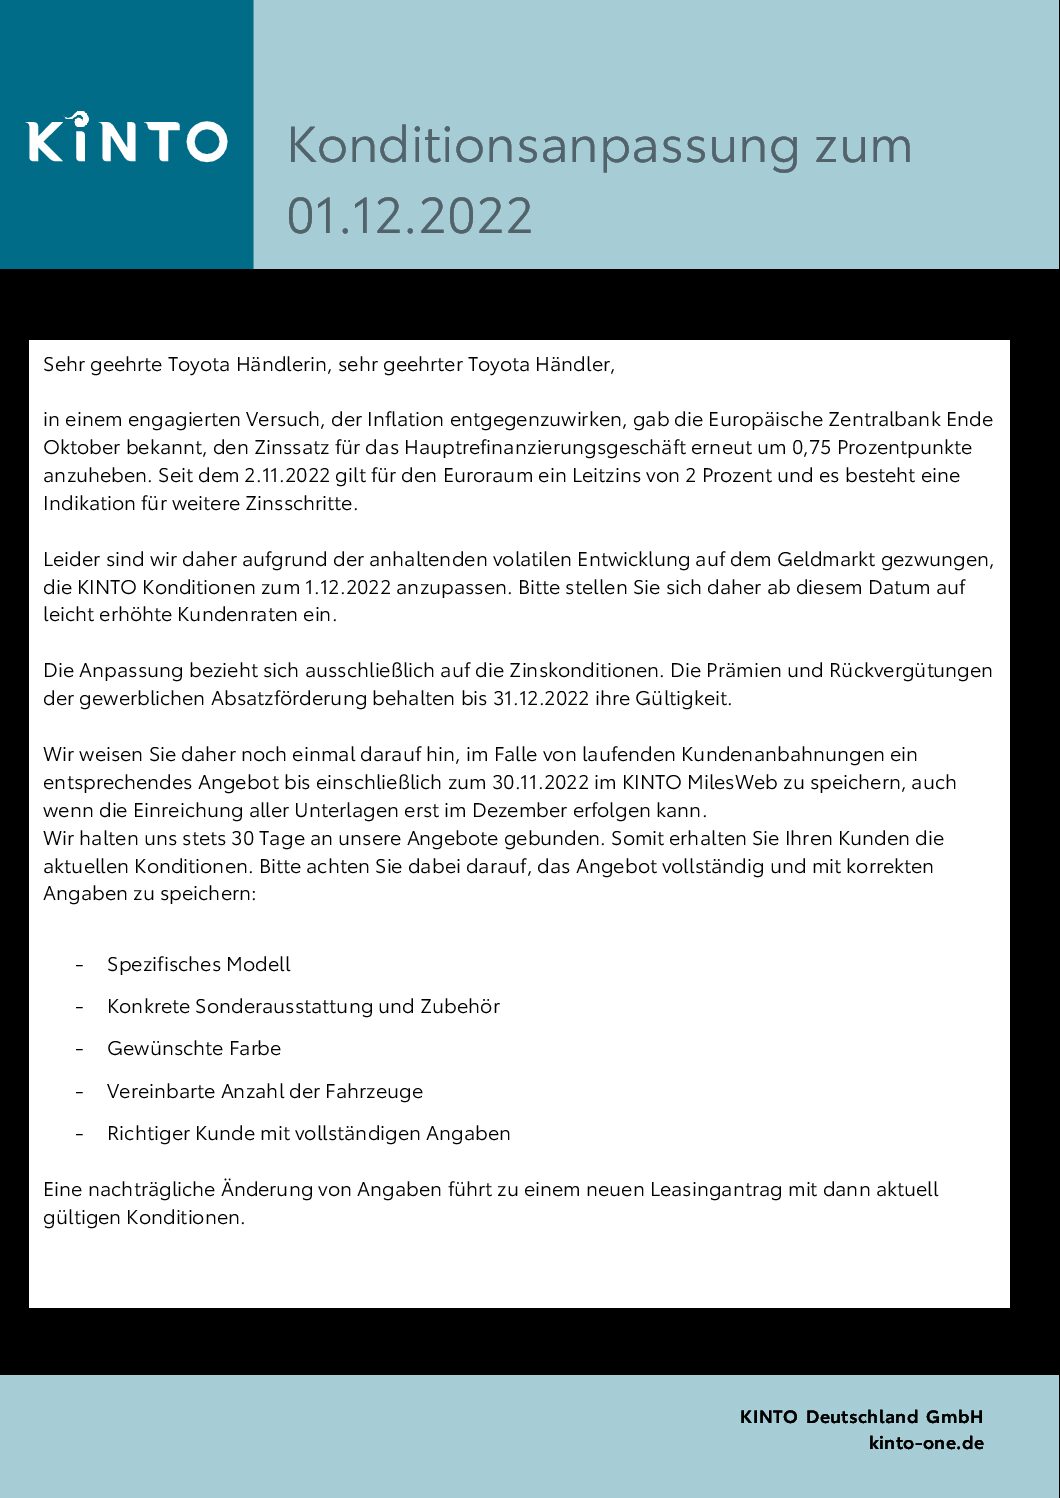 KINTO
Konditionsanpassung zum
01.12.2022
Sehr geehrte Toyota Händlerin, sehr geehrter Toyota Händler,
in einem engagierten Versuch, der Inflation entgegenzuwirken, gab die Europäische Zentralbank Ende
Oktober bekannt, den Zinssatz für das Hauptrefinanzierungsgeschäft erneut um 0,75 Prozentpunkte
anzuheben. Seit dem 2.11.2022 gilt für den Euroraum ein Leitzins von 2 Prozent und es besteht eine
Indikation für weitere Zinsschritte.
Leider sind wir daher aufgrund der anhaltenden volatilen Entwicklung auf dem Geldmarkt gezwungen,
die KINTO Konditionen zum 1.12.2022 anzupassen. Bitte stellen Sie sich daher ab diesem Datum auf
leicht erhöhte Kundenraten ein.
Die Anpassung bezieht sich ausschließlich auf die Zinskonditionen. Die Prämien und Rückvergütungen
der gewerblichen Absatzförderung behalten bis 31.12.2022 ihre Gültigkeit.
Wir weisen Sie daher noch einmal darauf hin, im Falle von laufenden Kundenanbahnungen ein
entsprechendes Angebot bis einschließlich zum 30.11.2022 im KINTO MilesWeb zu speichern, auch
wenn die Einreichung aller Unterlagen erst im Dezember erfolgen kann.
Wir halten uns stets 30 Tage an unsere Angebote gebunden. Somit erhalten Sie Ihren Kunden die
aktuellen Konditionen. Bitte achten Sie dabei darauf, das Angebot vollständig und mit korrekten
Angaben zu speichern:
- Spezifisches Modell
- Konkrete Sonderausstattung und Zubehör
- Gewünschte Farbe
- Vereinbarte Anzahl der Fahrzeuge
- Richtiger Kunde mit vollständigen Angaben
Eine nachträgliche Änderung von Angaben führt zu einem neuen Leasingantrag mit dann aktuell
gültigen Konditionen.
KINTO Deutschland GmbH
kinto-one.de